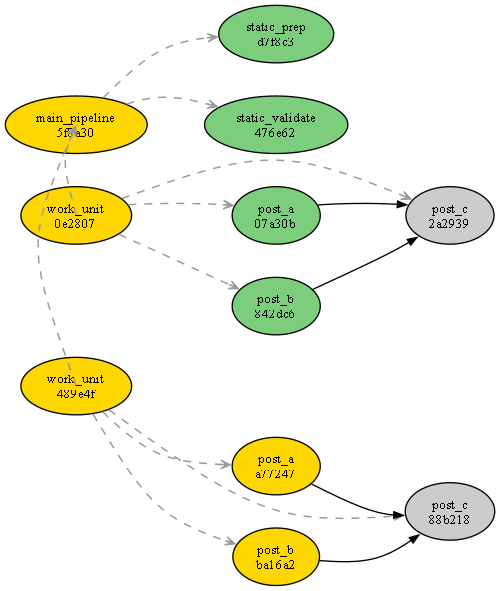 static_prep
d7f8c3
main_pipeline
static_validate
476e62
work_unit
0e2807
post_a
07a30b
post_c
2a2939
post_b
842dc6
work_unit
489e4f
post_a
a77247
post_c
88b218
post_b
ba16a2